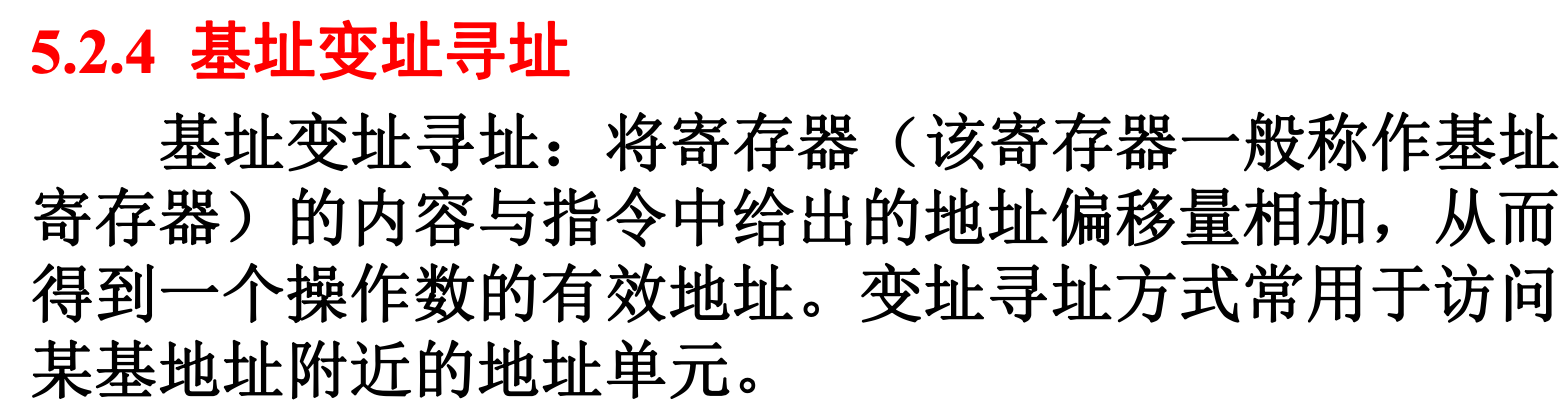 5.2.4 基址变址寻址
基址变址寻址：将寄存器（该寄存器一般称作基址
寄存器）的内容与指令中给出的地址偏移量相加，从而
得到一个操作数的有效地址。变址寻址方式常用于访问
某基地址附近的地址单元。